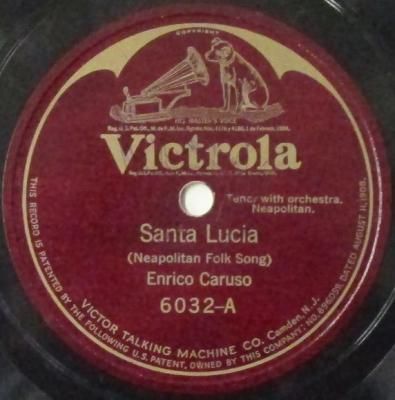 COPYRIGHT
HIS MASTER'S VOICE
Victrola
Tenor with orchestra.
Neapolitan.
Santa Lucia
(Neapolitan Folk Song)
Enrico Caruso
6032-A
VICTOR TALKING MACHINE CO. Camden, N.J.
THIS RECORD IS PATENTED BY THE FOLLOWING U.S. PATENT, OWNED BY THIS COMPANY: NO. 896059, DATED AUGUST 11, 1908.